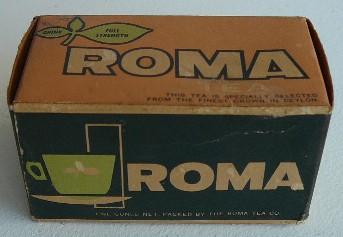 DRINK FULL
STRENGTH
ROMA
THIS TEA IS SPECIALLY SELECTED
FROM THE FINEST GROWN IN CEYLON.
ROMA
ONE OUNCE NET. PACKED BY THE ROMA TEA CO.